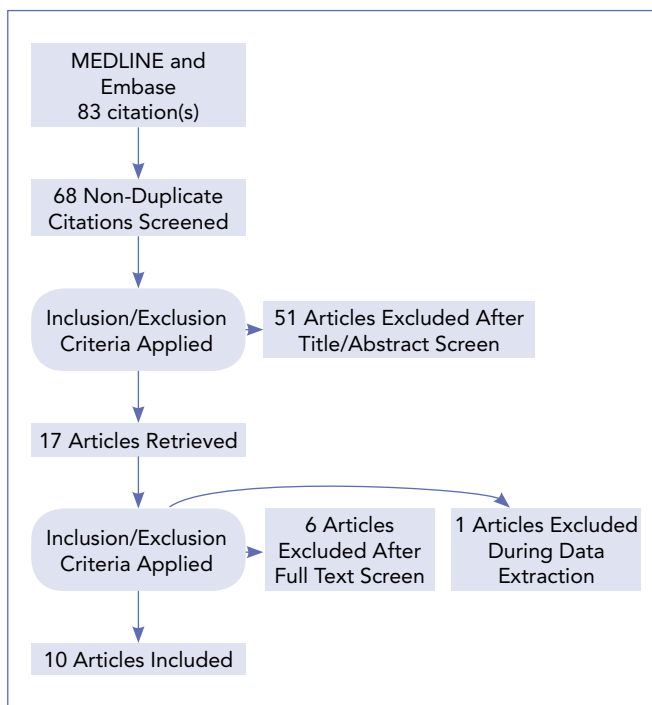 MEDLINE and
Embase
83 citation(s)
68 Non-Duplicate
Citations Screened
Inclusion/Exclusion
Criteria Applied
51 Articles Excluded After
Title/Abstract Screen
17 Articles Retrieved
Inclusion/Exclusion
Criteria Applied
6 Articles
Excluded After
Full Text Screen
1 Articles Excluded
During Data
Extraction
10 Articles Included